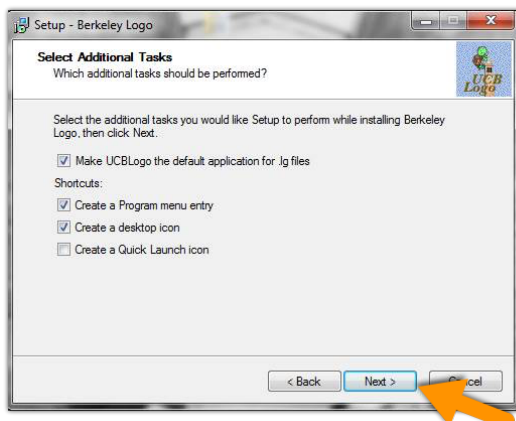 Setup - Berkeley Logo
Select Additional Tasks
Which additional tasks should be performed?
UCB
Logo
Select the additional tasks you would like Setup to perform while installing Berkeley
Logo, then click Next.
Make UCBLogo the default application for .lg files
Shortcuts:
Create a Program menu entry
Create a desktop icon
Create a Quick Launch icon
< Back
Next >